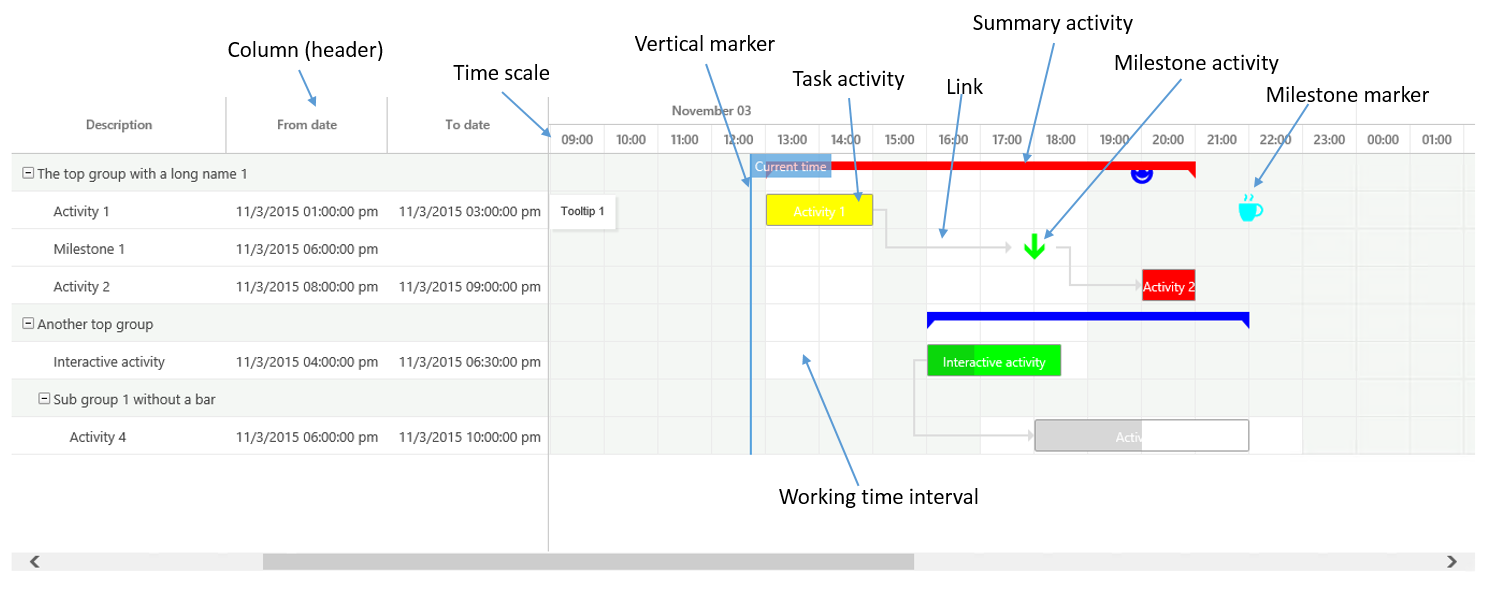 Summary activity
Column (header)
Vertical marker
Milestone activity
Time scale
Task activity
Link
Milestone marker
November 03
Description
From date
To date
09:00 10:00 11:00 12:00 13:00 14:00 15:00 16:00 17:00 18:00 19:00 20:00 21:00 22:00 23:00 00:00 01:00
The top group with a long name 1
Current time
Activity 1 11/3/2015 01:00:00 pm 11/3/2015 03:00:00 pm
Tooltip 1
Activity 1
Milestone 1 11/3/2015 06:00:00 pm
Activity 2 11/3/2015 08:00:00 pm 11/3/2015 09:00:00 pm
Activity 2
Another top group
Interactive activity 11/3/2015 04:00:00 pm 11/3/2015 06:30:00 pm
Interactive activity
Sub group 1 without a bar
Activity 4 11/3/2015 06:00:00 pm 11/3/2015 10:00:00 pm
Activ
Working time interval